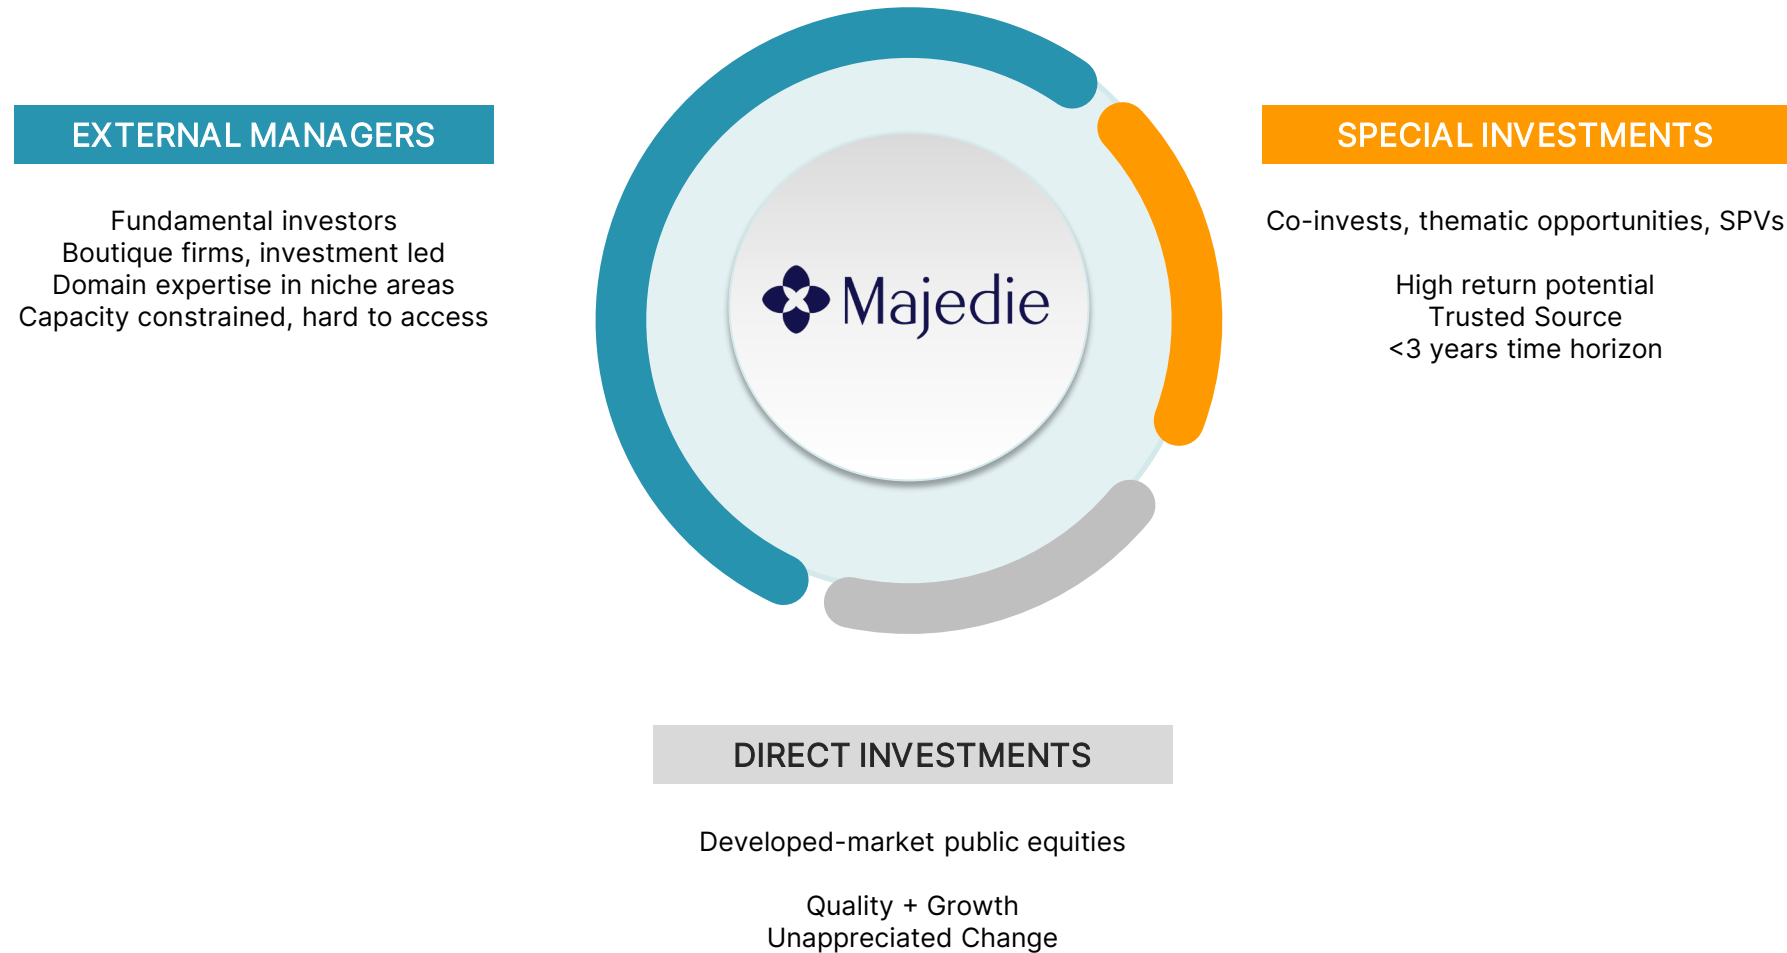 EXTERNAL MANAGERS
Fundamental investors
Boutique firms, investment led
Domain expertise in niche areas
Capacity constrained, hard to access
Majedie
SPECIAL INVESTMENTS
Co-invests, thematic opportunities, SPVs
High return potential
Trusted Source
<3 years time horizon
DIRECT INVESTMENTS
Developed-market public equities
Quality + Growth
Unappreciated Change